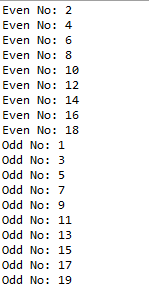 Even No: 2
Even No: 4
Even No: 6
Even No: 8
Even No: 10
Even No: 12
Even No: 14
Even No: 16
Even No: 18
Odd No: 1
Odd No: 3
Odd No: 5
Odd No: 7
Odd No: 9
Odd No: 11
Odd No: 13
Odd No: 15
Odd No: 17
Odd No: 19